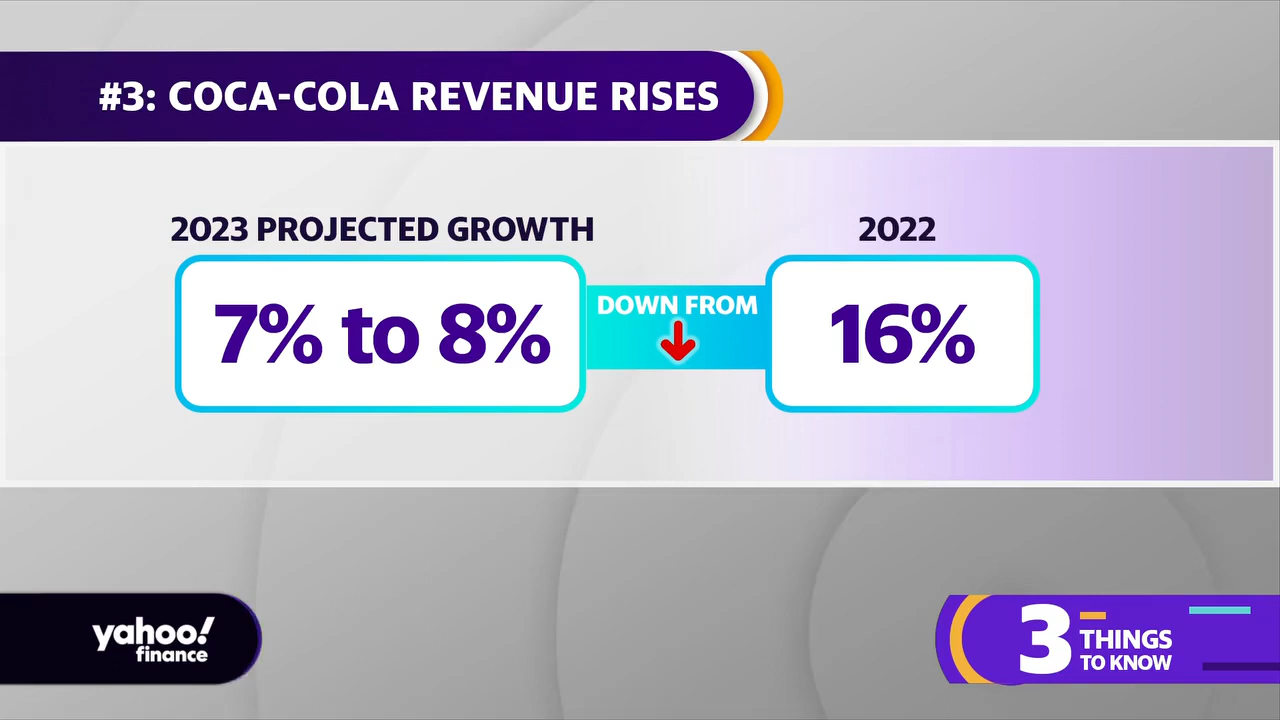 #3: COCA-COLA REVENUE RISES
2023 PROJECTED GROWTH
2022
7% to 8%
DOWN FROM
16%
yahoo!
finance
3 THINGS
TO KNOW